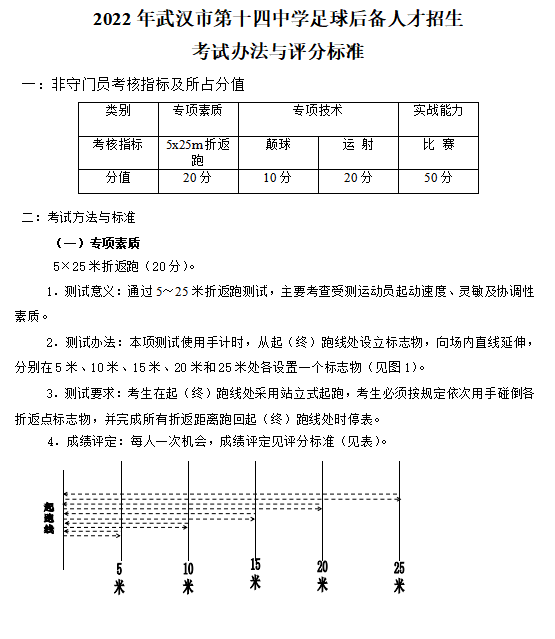 2022年武汉市第十四中学足球后备人才招生
考试办法与评分标准
一：非守门员考核指标及所占分值
类别 专项素质 专项技术 实战能力
考核指标 5x25m折返跑 颠球 运 射 比 赛
分值 20分 10分 20分 50分
二：考试方法与标准
（一）专项素质
5×25米折返跑（20分）。
1．测试意义：通过5～25米折返跑测试，主要考查受测运动员起动速度、灵敏及协调性
素质。
2．测试办法：本项测试使用手计时，从起（终）跑线处设立标志物，向场内直线延伸，
分别在5米、10米、15米、20米和25米处各设置一个标志物（见图1）。
3．测试要求：考生在起（终）跑线处采用站立式起跑，考生必须按规定依次用手碰倒各
折返点标志物，并完成所有折返距离跑回起（终）跑线处时停表。
4．成绩评定：每人一次机会，成绩评定见评分标准（见表）。
起跑线
5米 10米 15米 20米 25米